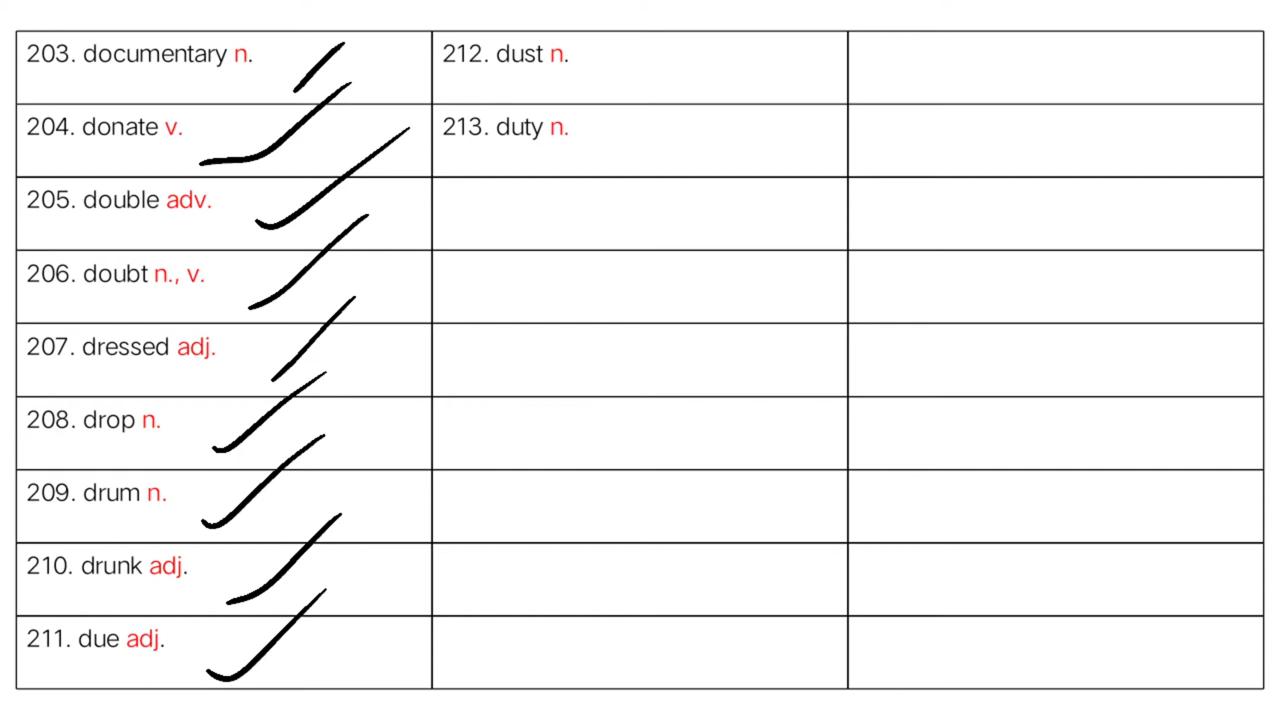 203. documentary n.
204. donate v.
205. double adv.
206. doubt n., v.
207. dressed adj.
208. drop n.
209. drum n.
210. drunk adj.
211. due adj.
212. dust n.
213. duty n.